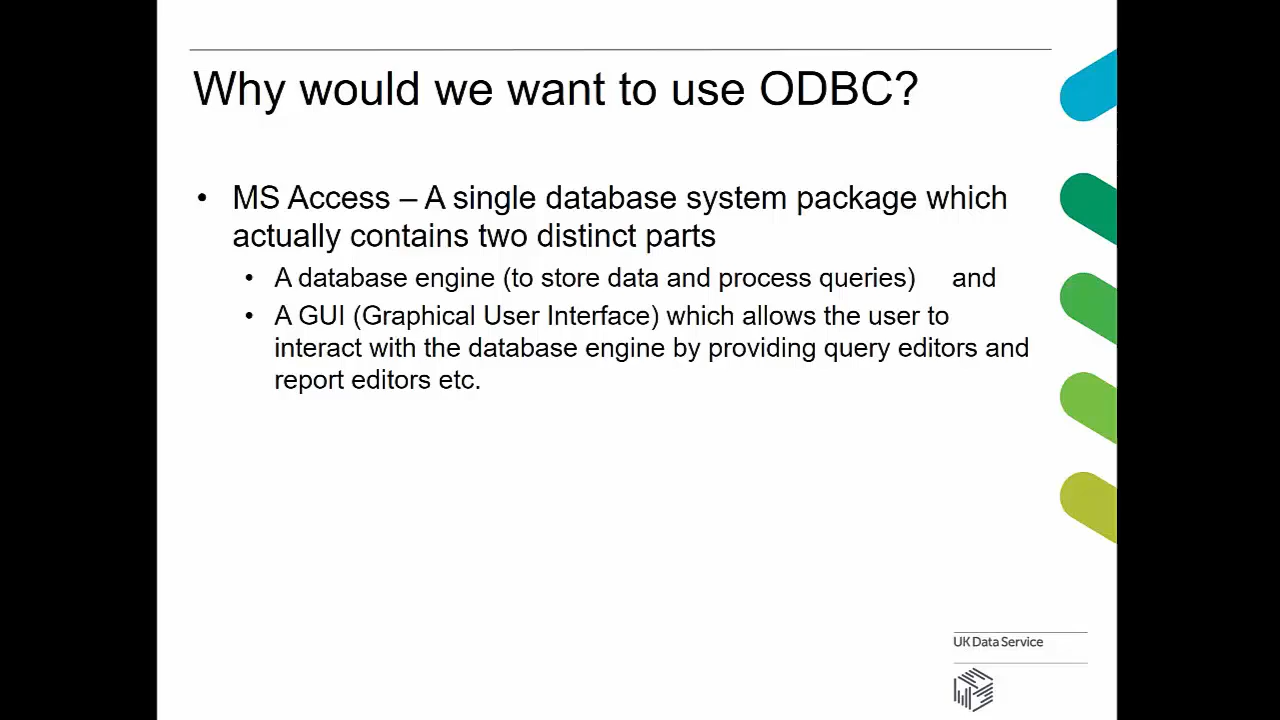 Why would we want to use ODBC?
• MS Access – A single database system package which
actually contains two distinct parts
• A database engine (to store data and process queries) and
• A GUI (Graphical User Interface) which allows the user to
interact with the database engine by providing query editors and
report editors etc.
UK Data Service